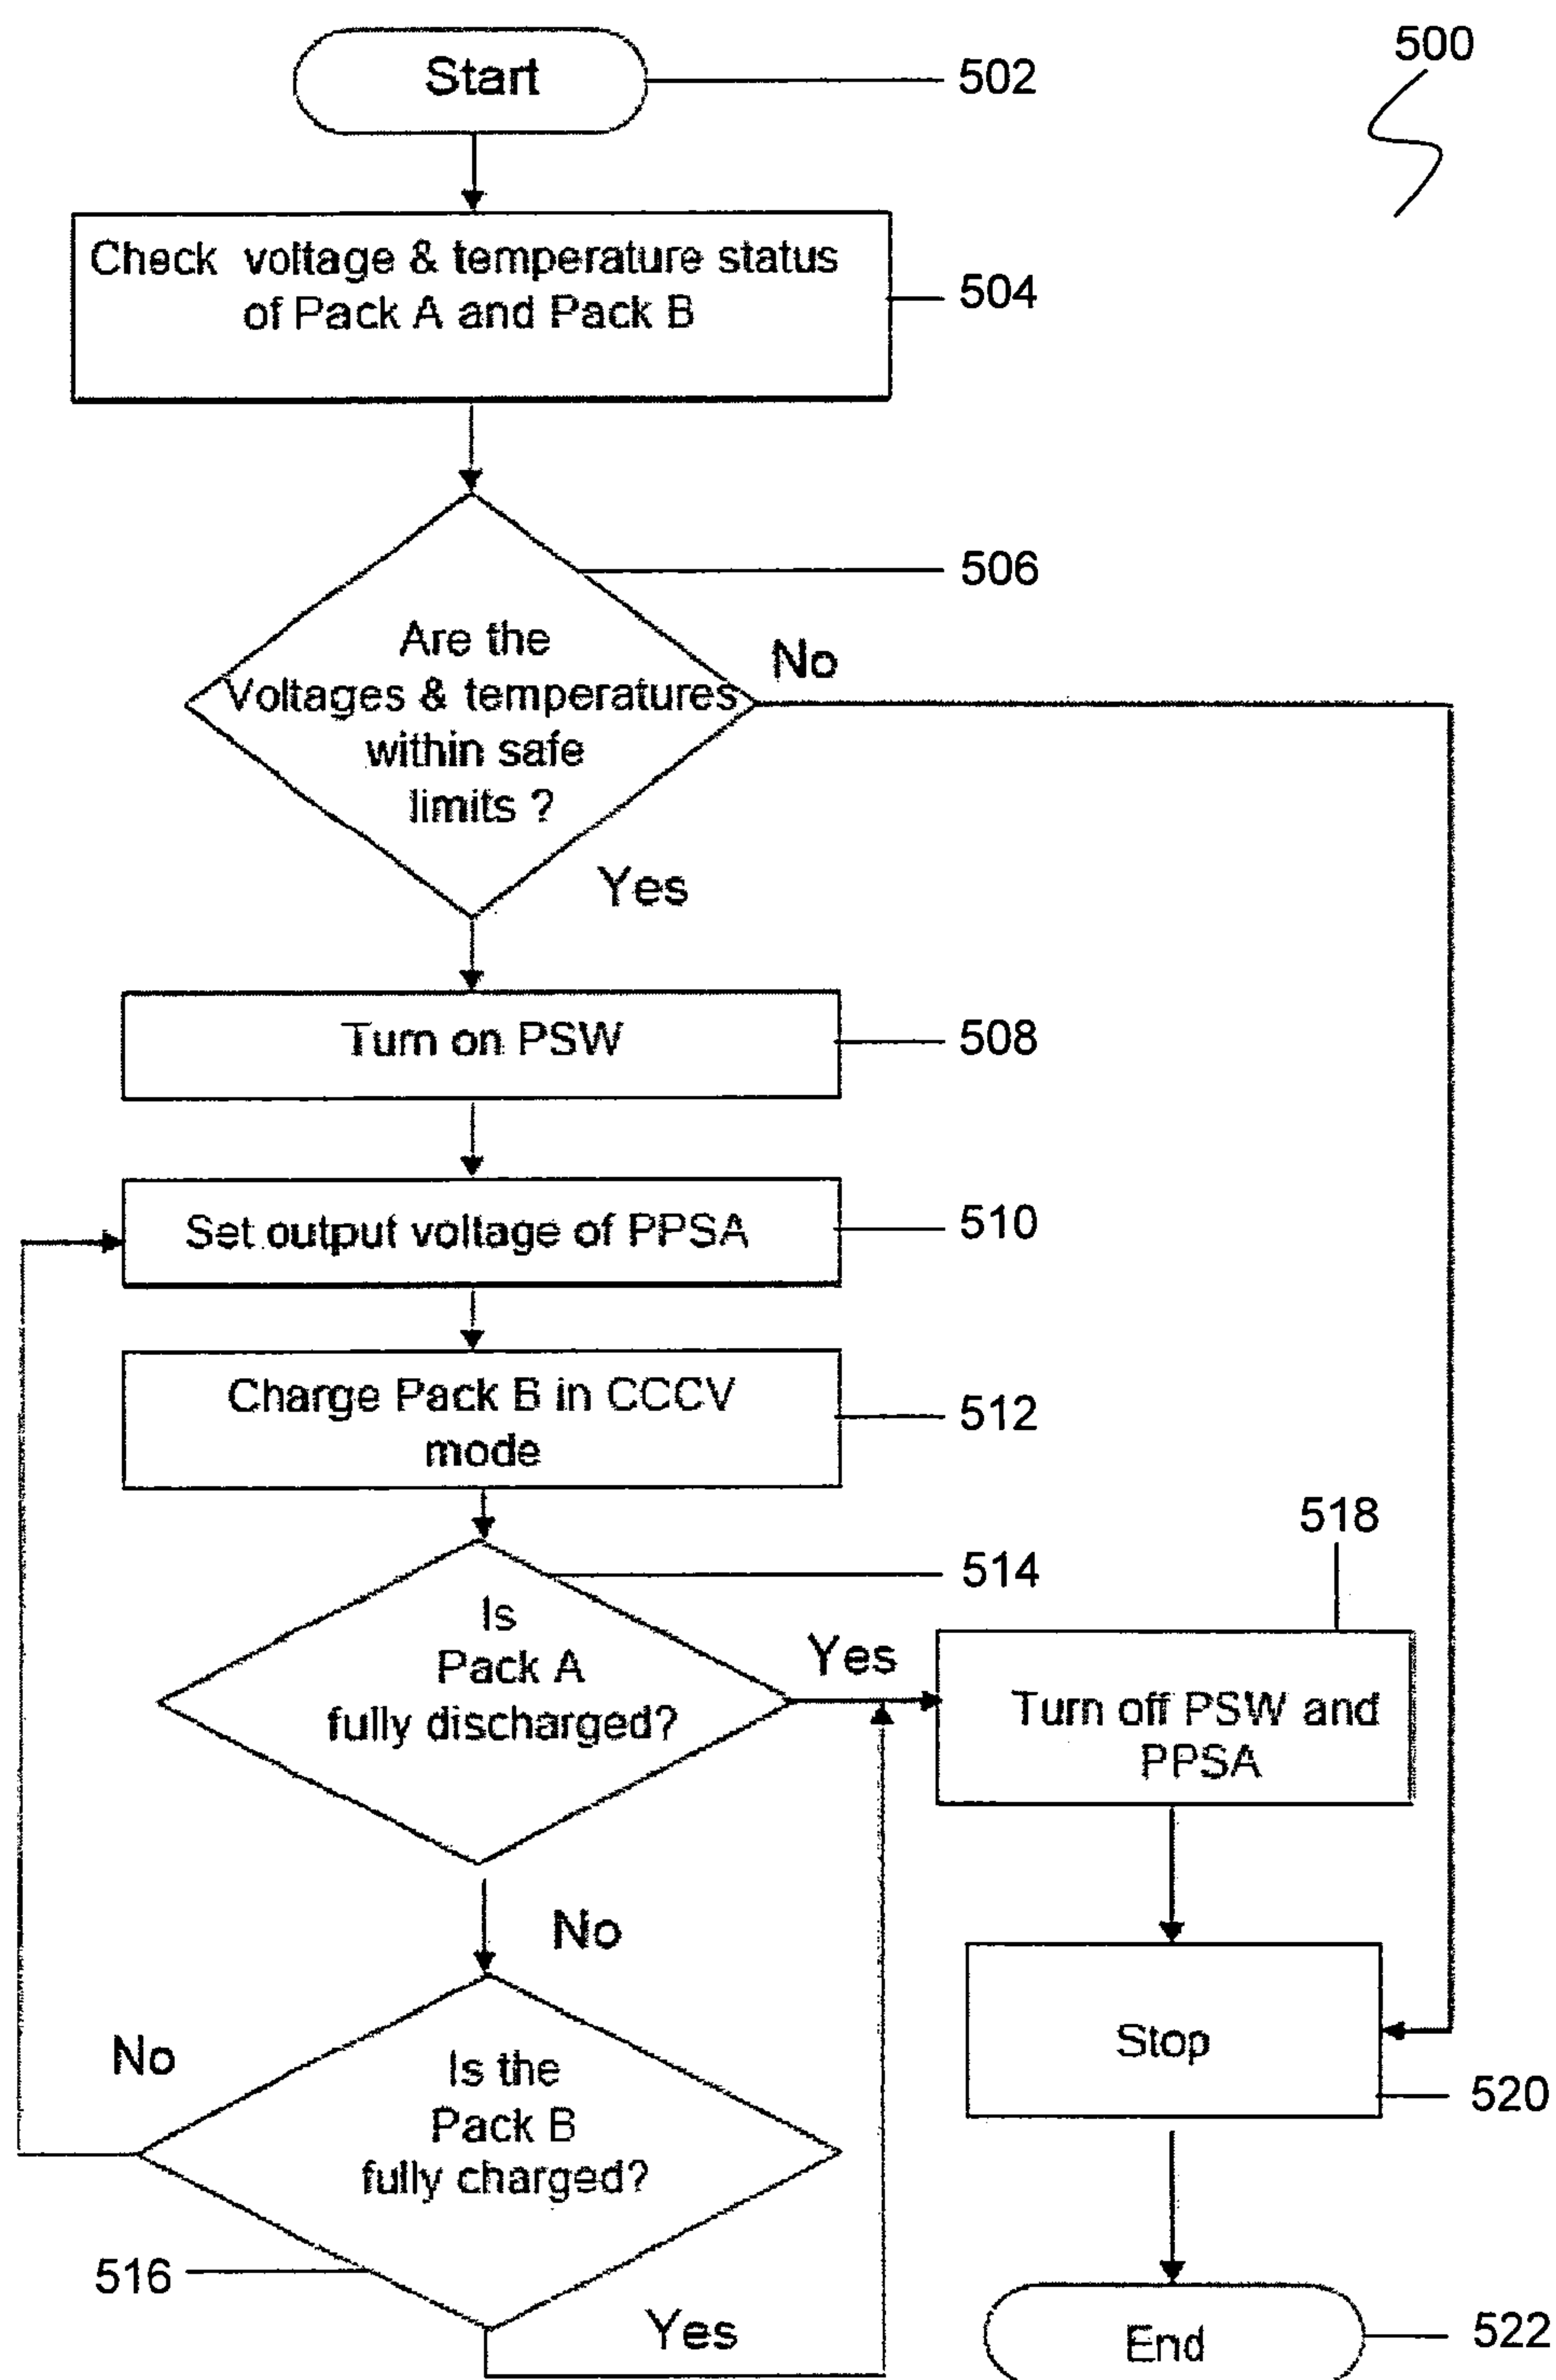 500
Start
502
Check voltage & temperature status
of Pack A and Pack B
504
506
Are the
Voltages & temperatures
within safe
limits ?
No
Yes
Turn on PSW
508
Set output voltage of PPSA
510
Charge Pack B in CCCV
mode
512
514
Is
Pack A
fully discharged?
Yes
518
Turn off PSW and
PPSA
No
No
Is the
Pack B
fully charged?
516
Yes
Stop
520
End
522